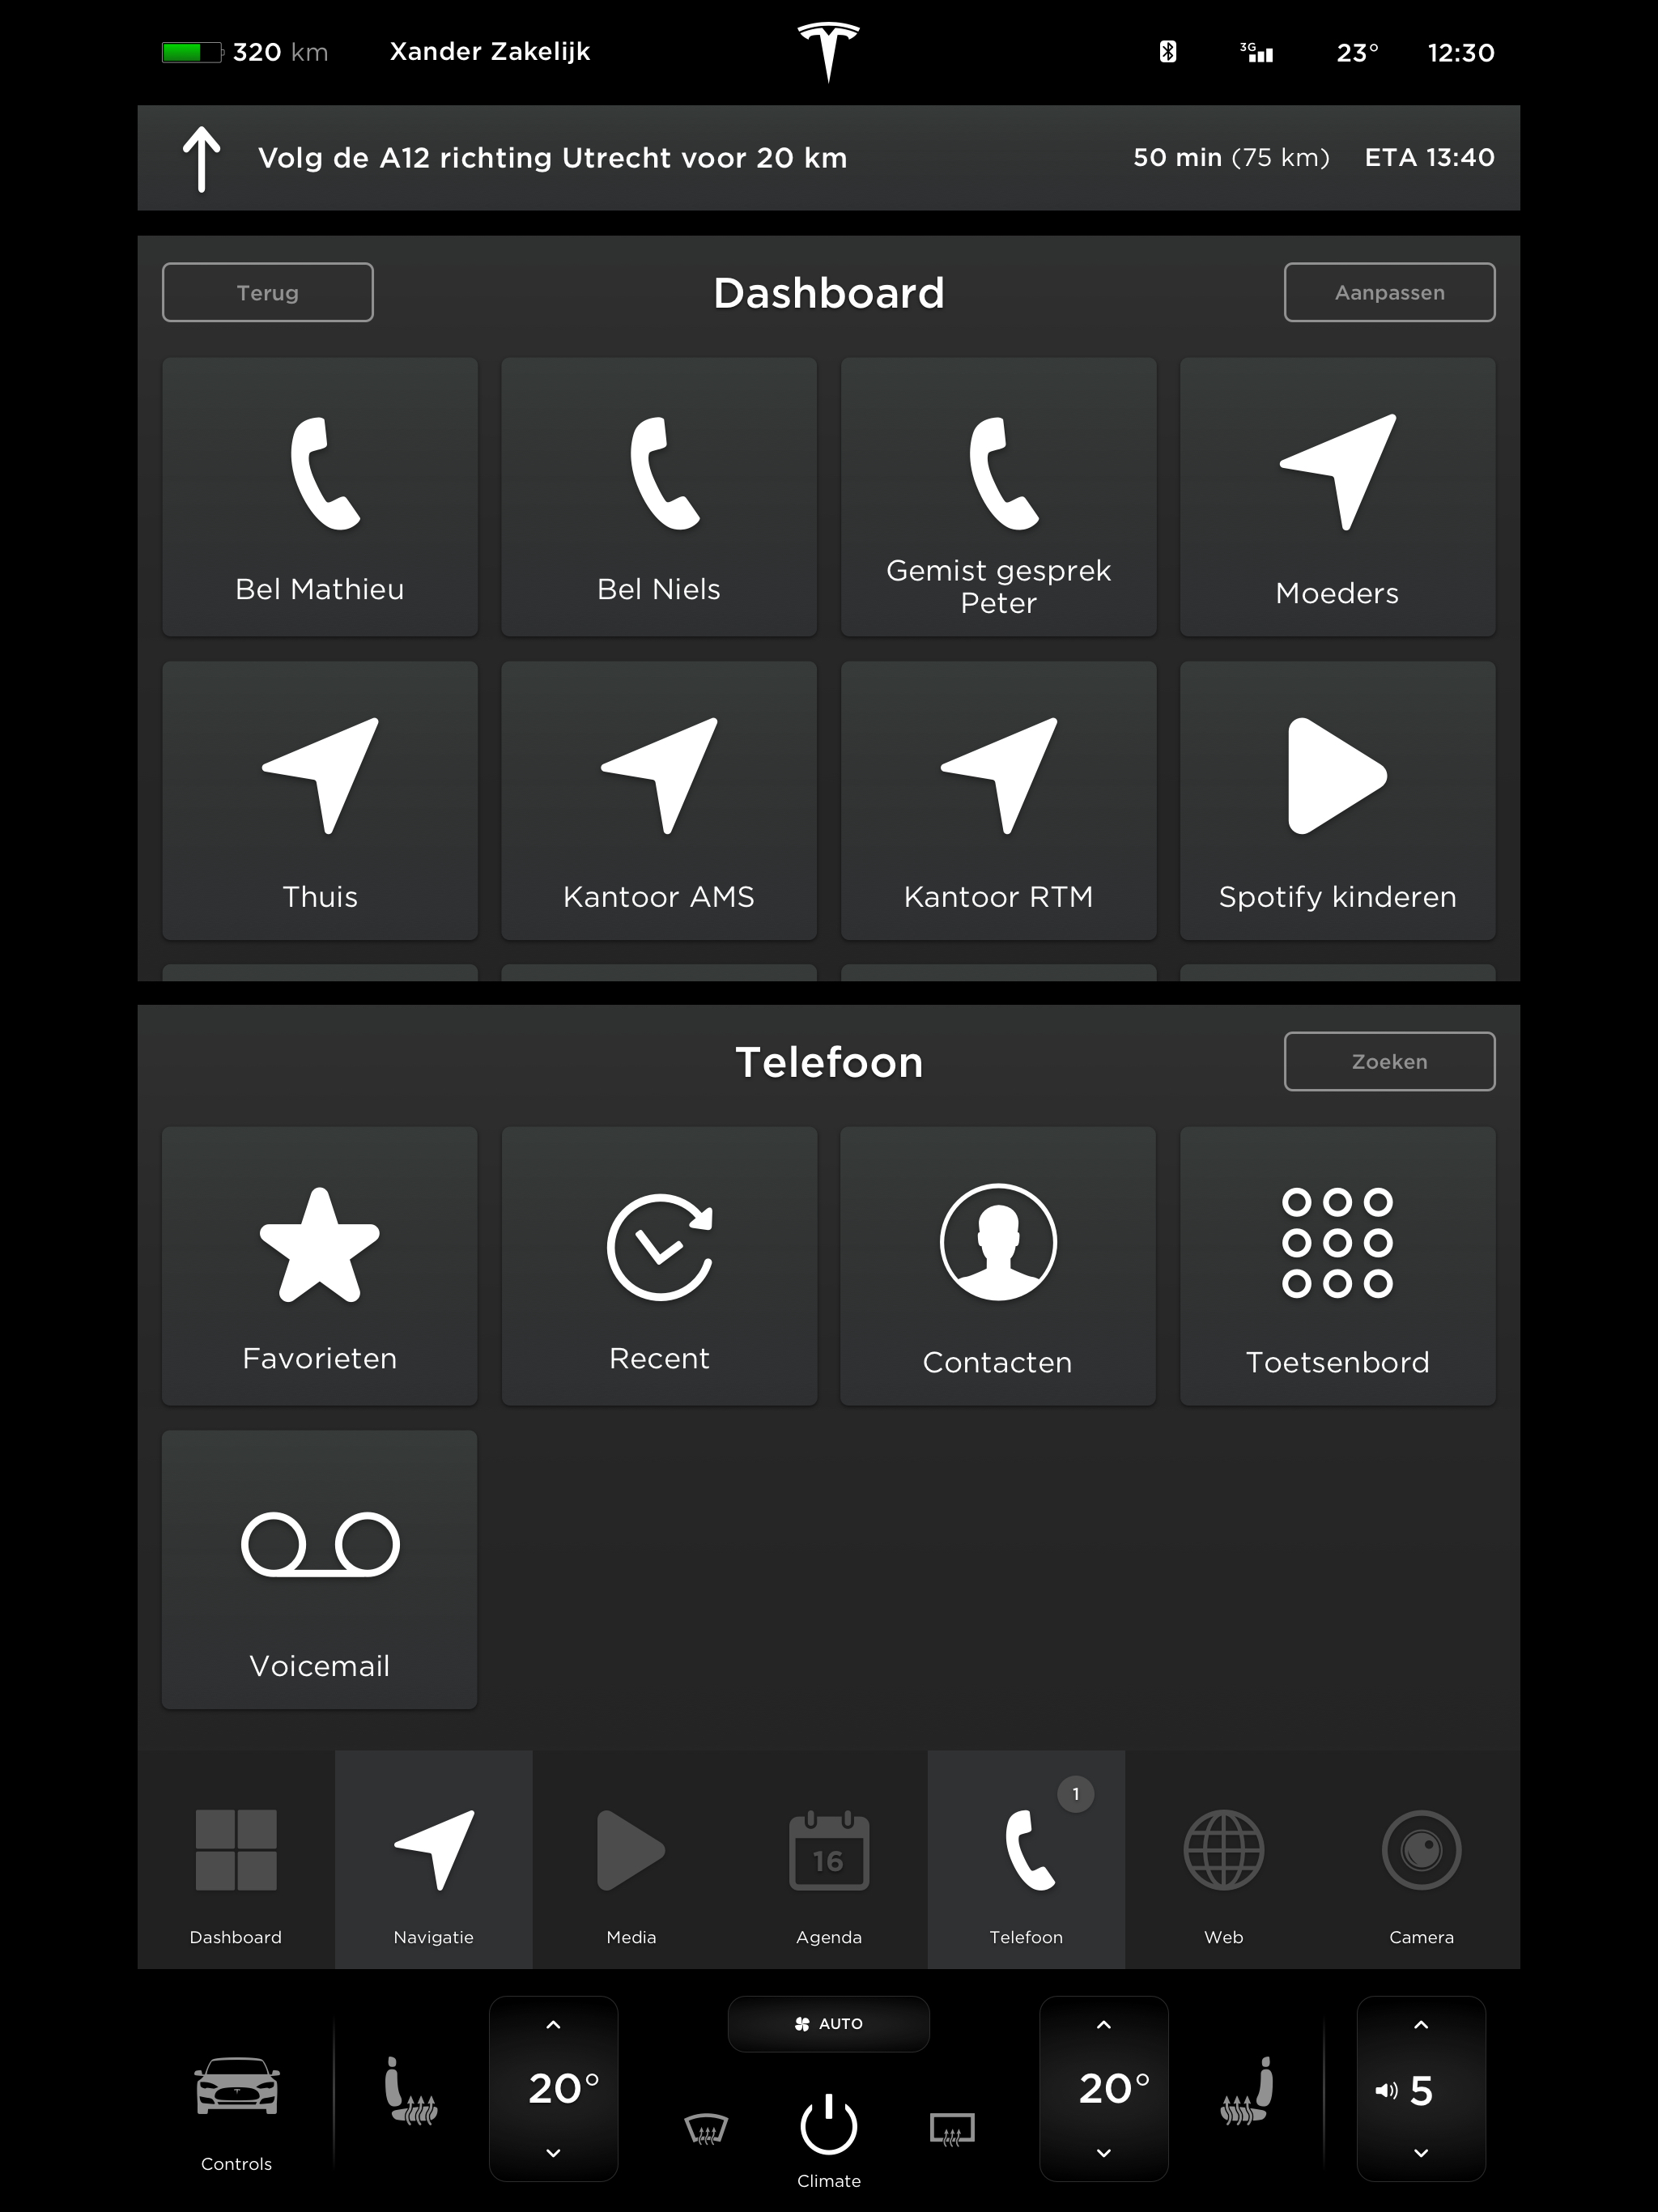 320 km
Xander Zakelijk
3G
23°
12:30
Volg de A12 richting Utrecht voor 20 km
50 min (75 km)
ETA 13:40
Terug
Dashboard
Aanpassen
Bel Mathieu
Bel Niels
Gemist gesprek
Peter
Moeders
Thuis
Kantoor AMS
Kantoor RTM
Spotify kinderen
Telefoon
Zoeken
Favorieten
Recent
Contacten
Toetsenbord
Voicemail
1
16
Dashboard
Navigatie
Media
Agenda
Telefoon
Web
Camera
AUTO
20°
20°
5
Controls
Climate